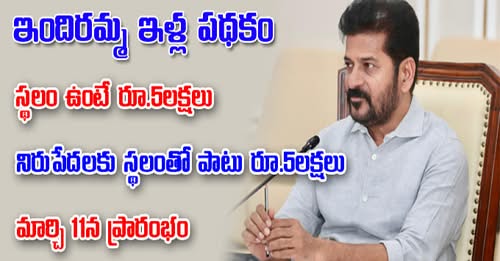 ఇందిరమ్మ ఇళ్ల పథకం
స్థలం ఉంటే రూ.5లక్షలు
నిరుపేదలకు స్థలంతో పాటు రూ.5లక్షలు
మార్చి 11న ప్రారంభం